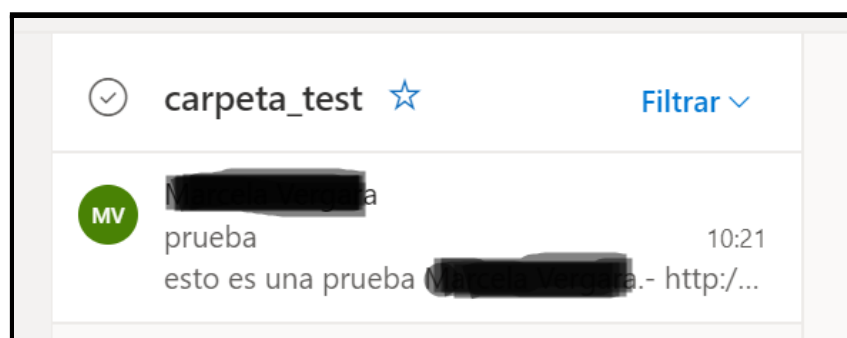 carpeta_test
Filtrar
MV
prueba
10:21
esto es una prueba .- http:/...